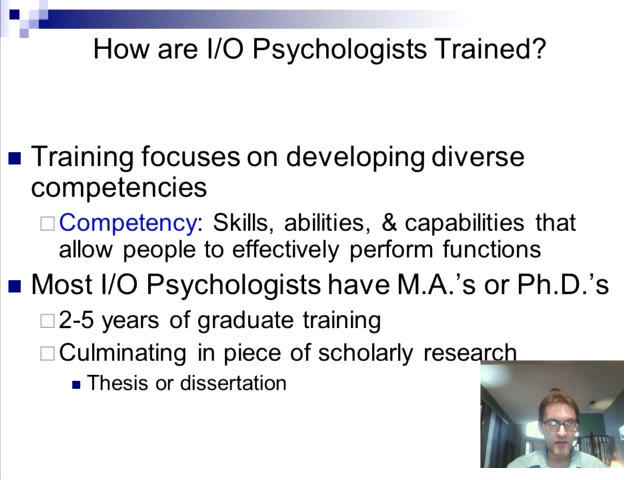 How are I/O Psychologists Trained?
Training focuses on developing diverse
competencies
Competency: Skills, abilities, & capabilities that
allow people to effectively perform functions
Most I/O Psychologists have M.A.'s or Ph.D.'s
2-5 years of graduate training
Culminating in piece of scholarly research
Thesis or dissertation